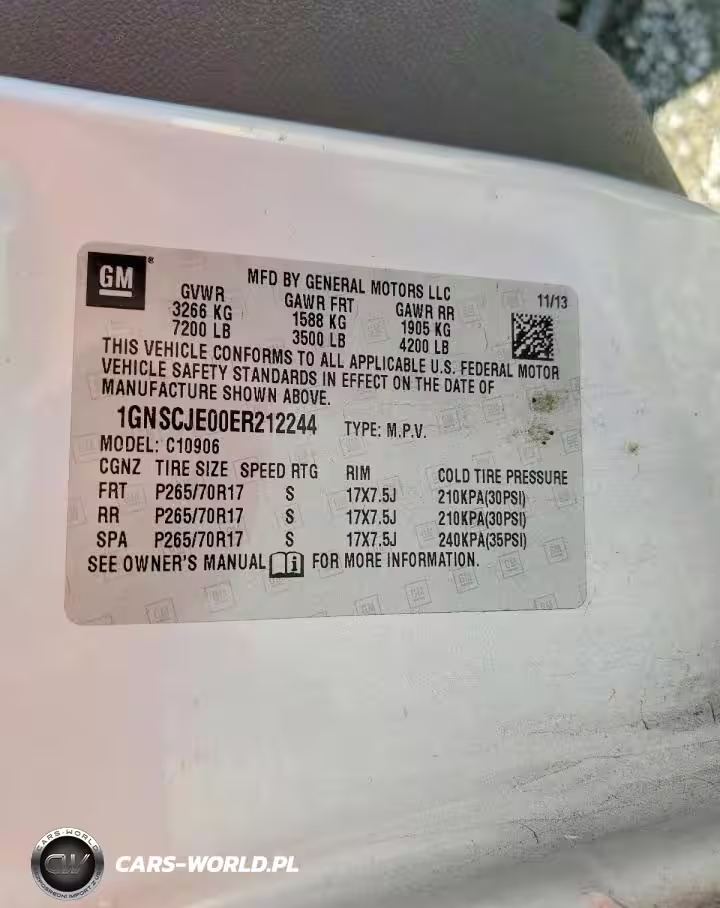 GM
MFD BY GENERAL MOTORS LLC
11/13
GVWR GAWR FRT GAWR RR
3266 KG 1588 KG 1905 KG
7200 LB 3500 LB 4200 LB
THIS VEHICLE CONFORMS TO ALL APPLICABLE U.S. FEDERAL MOTOR
VEHICLE SAFETY STANDARDS IN EFFECT ON THE DATE OF
MANUFACTURE SHOWN ABOVE.
1GNSCJE00ER212244 TYPE: M.P.V.
MODEL: C10906
CGNZ TIRE SIZE SPEED RTG RIM COLD TIRE PRESSURE
FRT P265/70R17 S 17X7.5J 210KPA(30PSI)
RR P265/70R17 S 17X7.5J 210KPA(30PSI)
SPA P265/70R17 S 17X7.5J 240KPA(35PSI)
SEE OWNER'S MANUAL FOR MORE INFORMATION.
CARS-WORLD
CW
CARS-WORLD.PL